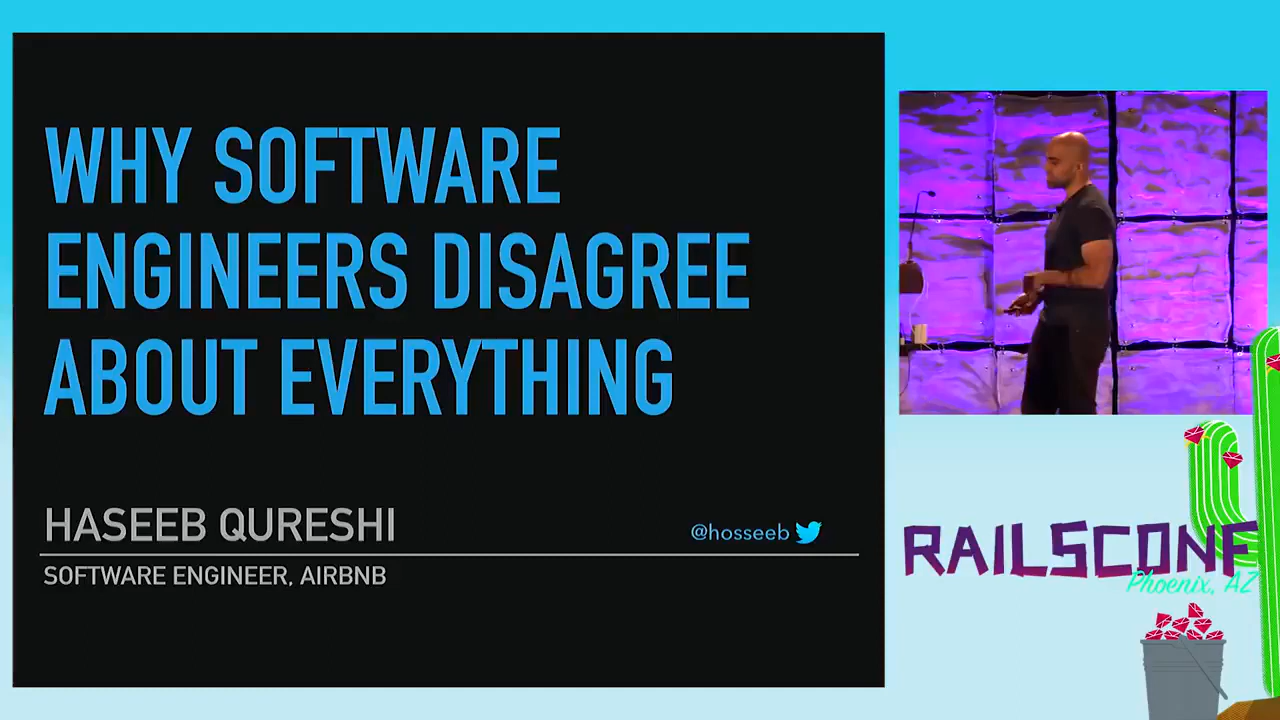 WHY SOFTWARE
ENGINEERS DISAGREE
ABOUT EVERYTHING
HASEEB QURESHI
@hosseeb
SOFTWARE ENGINEER, AIRBNB
RAILSCONF
Phoenix, AZ